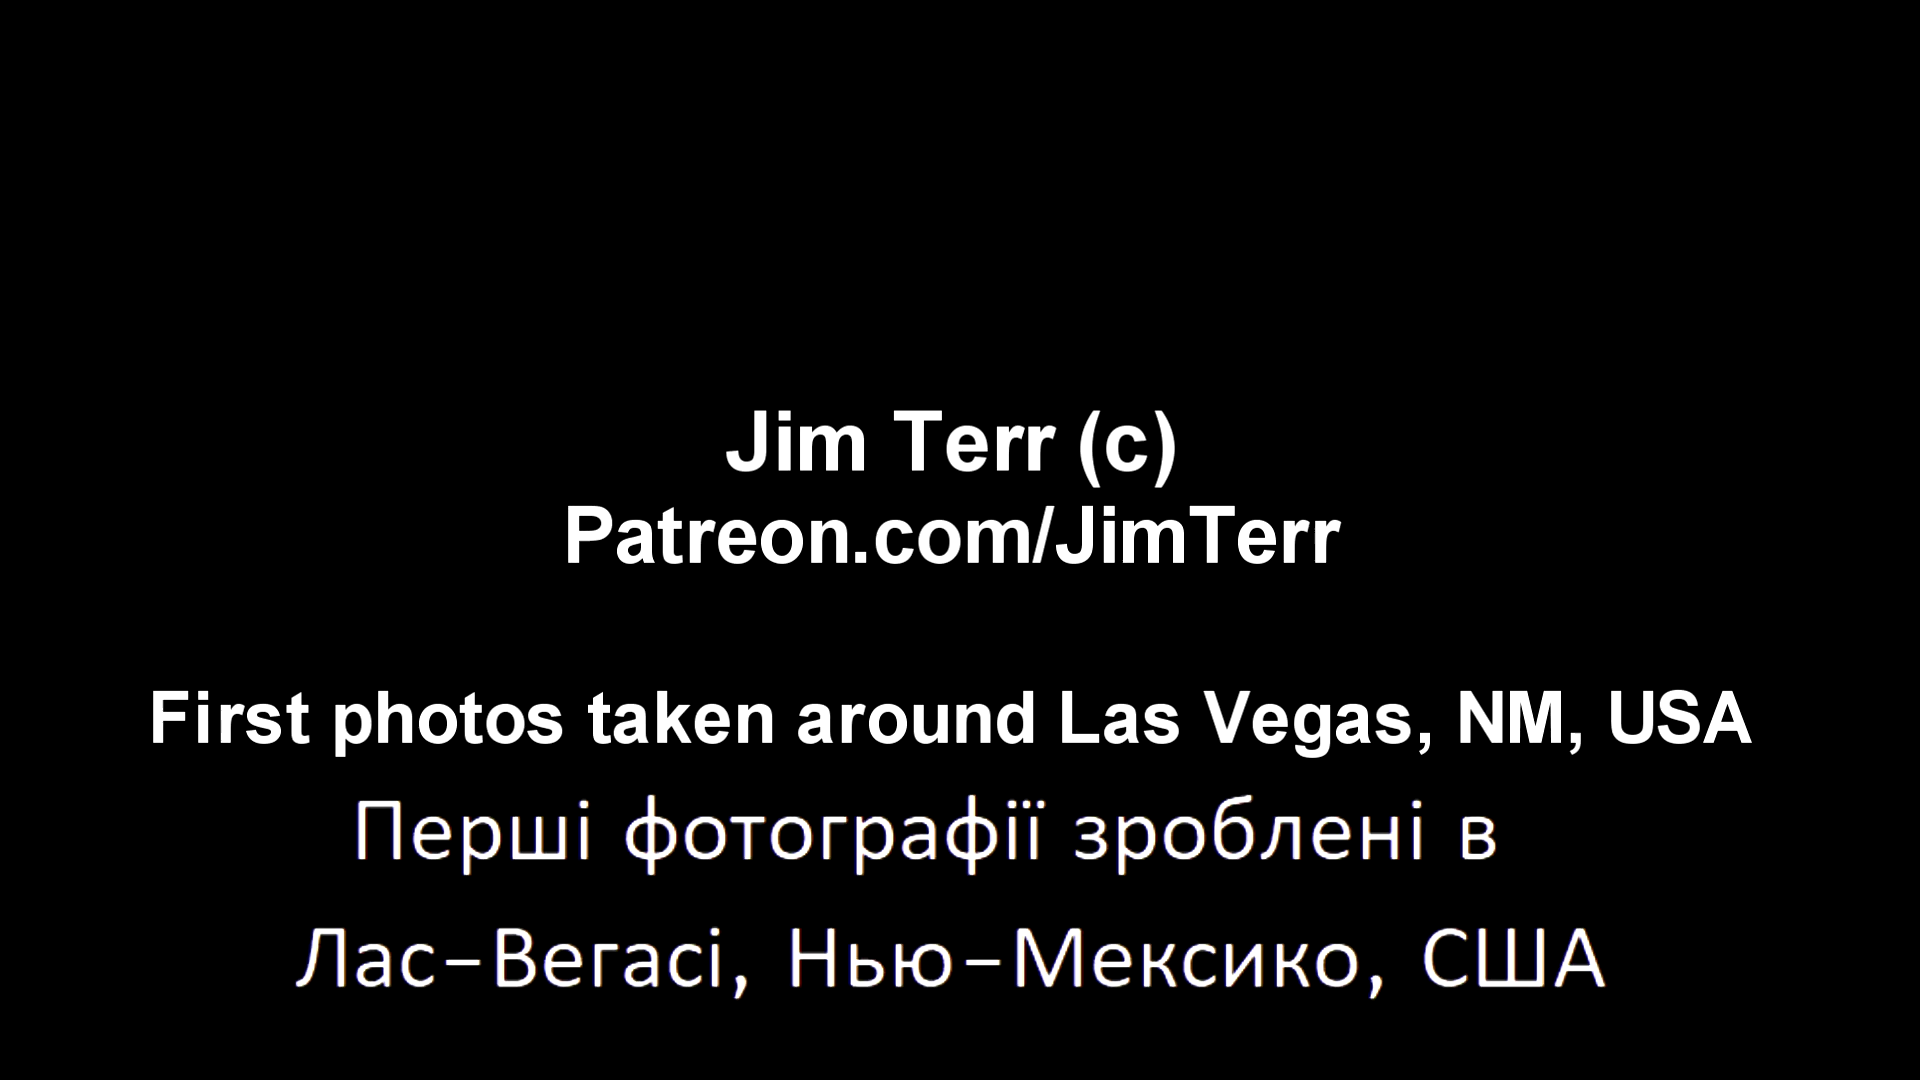 Jim Terr (c)
Patreon.com/JimTerr
First photos taken around Las Vegas, NM, USA
Перші фотографії зроблені в
Лас-Вегасі, Нью-Мексико, США